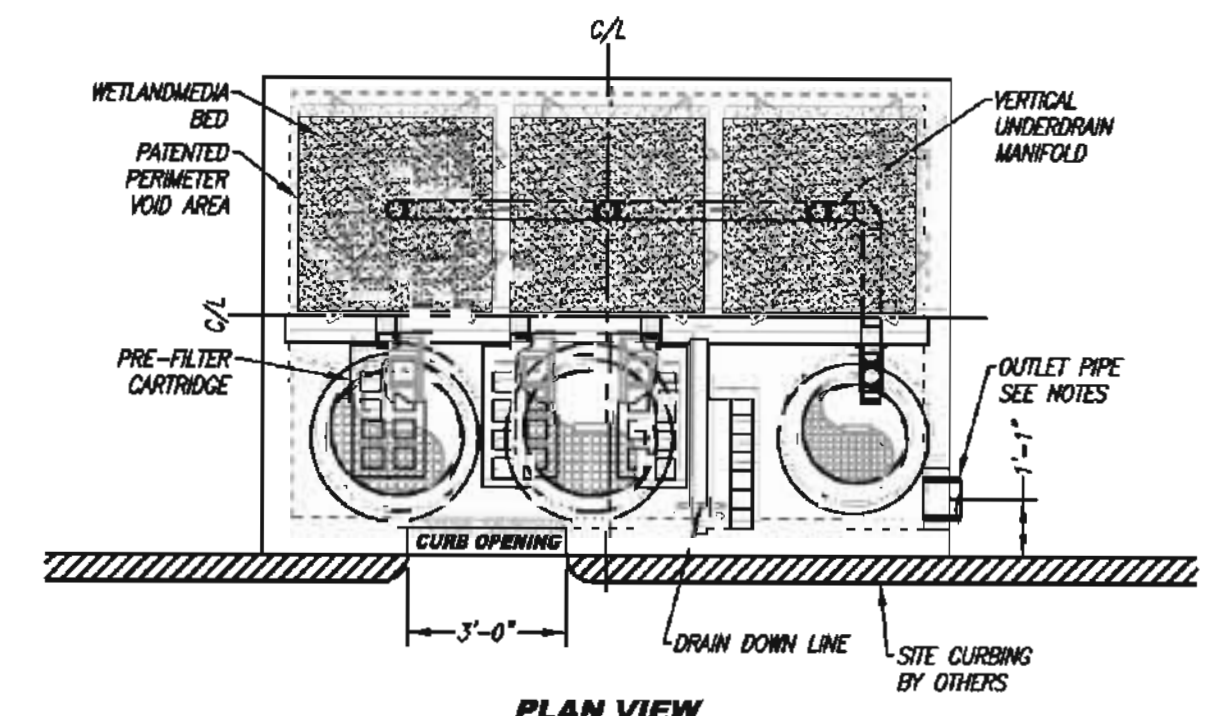 C/L
WETLANDMEDIA
BED
PATENTED
PERIMETER
VOID AREA
VERTICAL
UNDERDRAIN
MANIFOLD
C/L
PRE-FILTER
CARTRIDGE
OUTLET PIPE
SEE NOTES
1'-1"
CURB OPENING
3'-0"
DRAIN DOWN LINE
SITE CURBING
BY OTHERS
PLAN VIEW